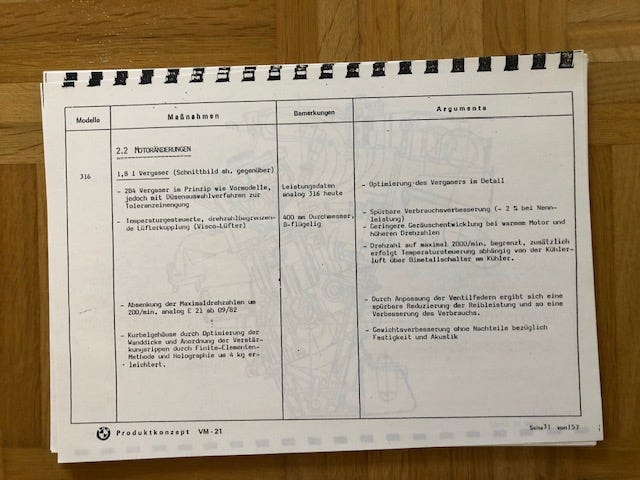 Modelle
Maßnahmen
Bemerkungen
Argumente
2.2 MOTORÄNDERUNGEN
316
1,8 l Vergaser (Schnittbild sh. gegenüber)
- 2B4 Vergaser im Prinzip wie Vormodelle,
jedoch mit Düsenauswahlverfahren zur
Toleranzeinengung
Leistungsdaten
analog 316 heute
- Optimierung des Vergasers im Detail
- Temperaturgesteuerte, drehzahlbegrenzen-
de Lüfterkupplung (Visco-Lüfter)
400 mm Durchmesser,
8-flügelig
- Spürbare Verbrauchsverbesserung (- 2 % bei Nenn-
leistung)
- Geringere Geräuschentwicklung bei warmem Motor und
höheren Drehzahlen
- Drehzahl auf maximal 2000/min. begrenzt, zusätzlich
erfolgt Temperatursteuerung abhängig von der Kühler-
luft über Bimetallschalter am Kühler.
- Absenkung der Maximaldrehzahlen um
200/min. analog E 21 ab 09/82
- Durch Anpassung der Ventilfedern ergibt sich eine
spürbare Reduzierung der Reibleistung und so eine
Verbesserung des Verbrauchs.
- Kurbelgehäuse durch Optimierung der
Wanddicke und Anordnung der Verstär-
kungsrippen durch Finite-Elementen-
Methode und Holographie um 4 kg er-
leichtert.
- Gewichtsverbesserung ohne Nachteile bezüglich
Festigkeit und Akustik
BMW Produktkonzept VM-21
Seite 31 von 157